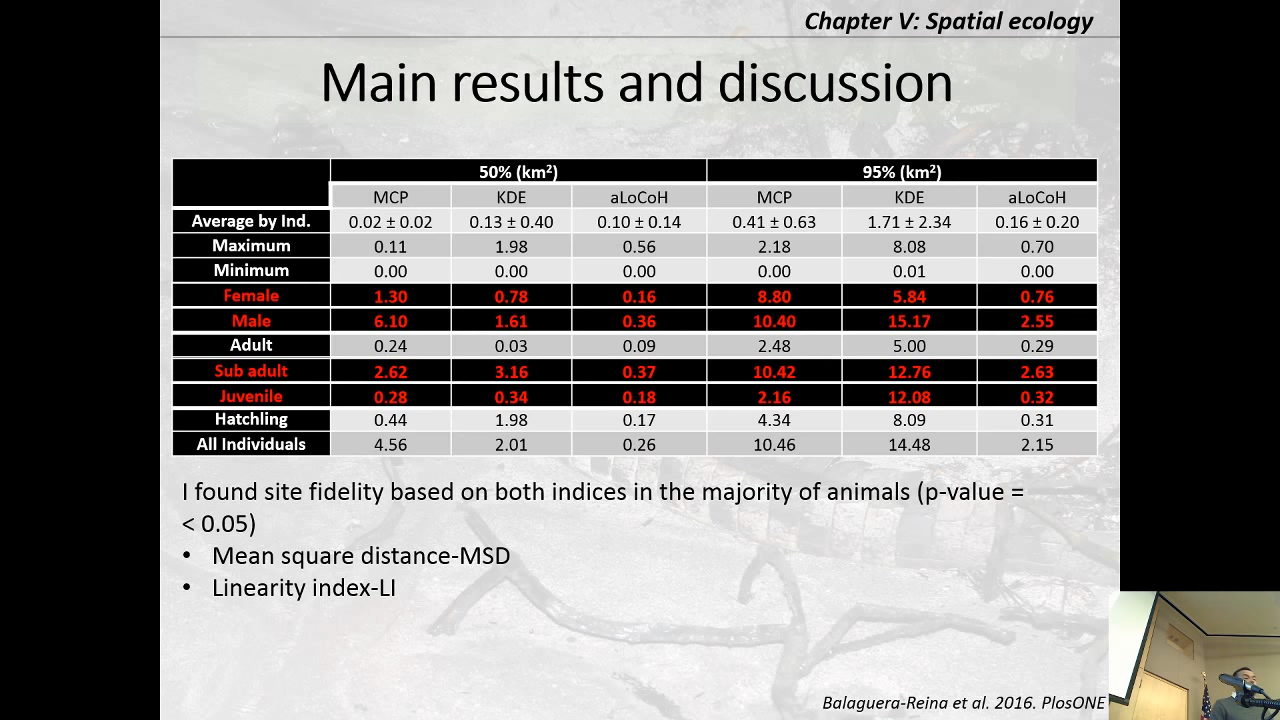 Chapter V: Spatial ecology
Main results and discussion
50% (km²) 95% (km²)
MCP KDE aLoCoH MCP KDE aLoCoH
Average by Ind. 0.02 ± 0.02 0.13 ± 0.40 0.10 ± 0.14 0.41 ± 0.63 1.71 ± 2.34 0.16 ± 0.20
Maximum 0.11 1.98 0.56 2.18 8.08 0.70
Minimum 0.00 0.00 0.00 0.00 0.01 0.00
Female 1.30 0.78 0.16 8.80 5.84 0.76
Male 6.10 1.61 0.36 10.40 15.17 2.55
Adult 0.24 0.03 0.09 2.48 5.00 0.29
Sub adult 2.62 3.16 0.37 10.42 12.76 2.63
Juvenile 0.28 0.34 0.18 2.16 12.08 0.32
Hatchling 0.44 1.98 0.17 4.34 8.09 0.31
All Individuals 4.56 2.01 0.26 10.46 14.48 2.15
I found site fidelity based on both indices in the majority of animals (p-value =
< 0.05)
• Mean square distance-MSD
• Linearity index-LI
Balaguera-Reina et al. 2016. PlosONE